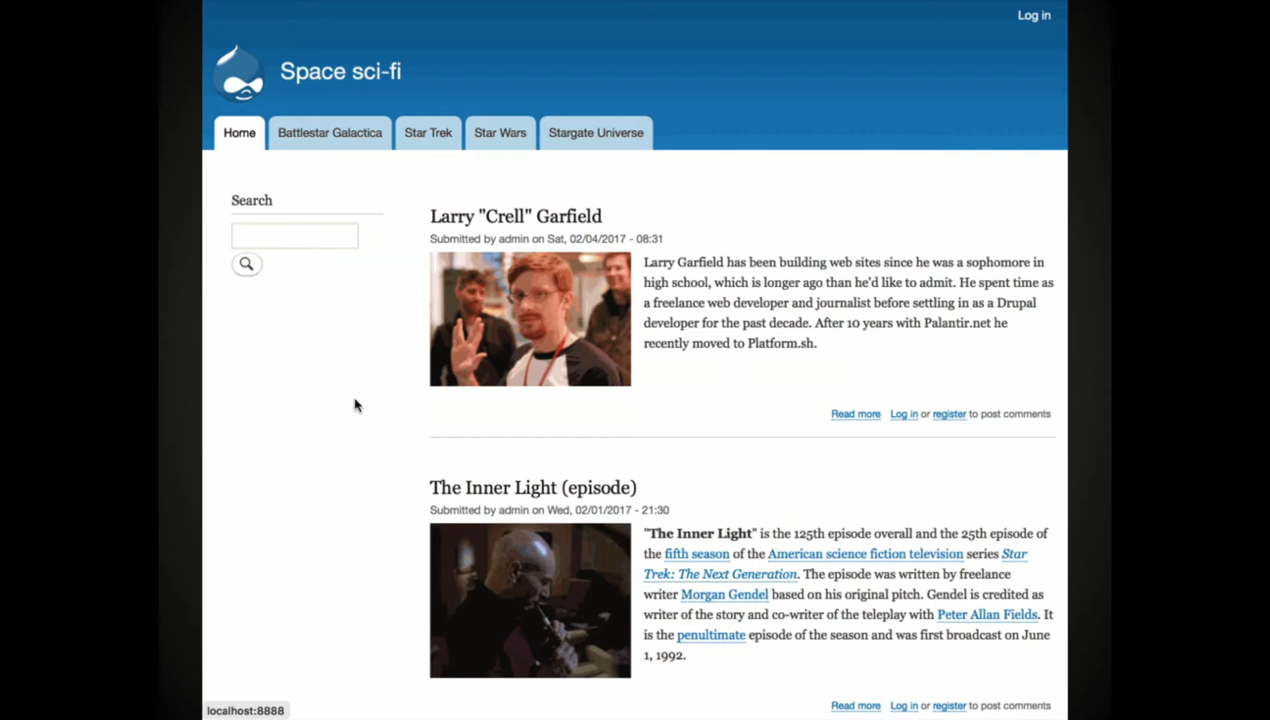 Log in
Space sci-fi
Home
Battlestar Galactica
Star Trek
Star Wars
Stargate Universe
Search
Larry "Crell" Garfield
Submitted by admin on Sat, 02/04/2017 - 08:31
Larry Garfield has been building web sites since he was a sophomore in
high school, which is longer ago than he'd like to admit. He spent time as
a freelance web developer and journalist before settling in as a Drupal
developer for the past decade. After 10 years with Palantir.net he
recently moved to Platform.sh.
Read more Log in or register to post comments
The Inner Light (episode)
Submitted by admin on Wed, 02/01/2017 - 21:30
"The Inner Light" is the 125th episode overall and the 25th episode of
the fifth season of the American science fiction television series Star
Trek: The Next Generation. The episode was written by freelance
writer Morgan Gendel based on his original pitch. Gendel is credited as
writer of the story and co-writer of the teleplay with Peter Allan Fields. It
is the penultimate episode of the season and was first broadcast on June
1, 1992.
Read more Log in or register to post comments
localhost:8888